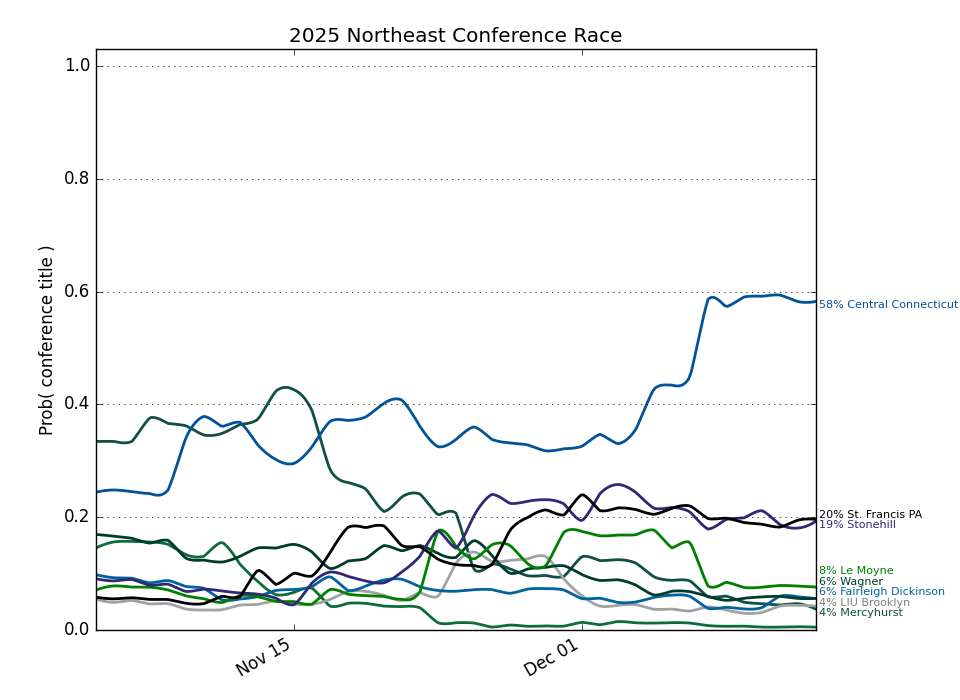 2025 Northeast Conference Race
1.0
0.8
0.6
0.4
0.2
0.0
Prob( conference title )
Nov 15
Dec 01
58% Central Connecticut
20% St. Francis PA
19% Stonehill
8% Le Moyne
6% Wagner
6% Fairleigh Dickinson
4% LIU Brooklyn
4% Mercyhurst